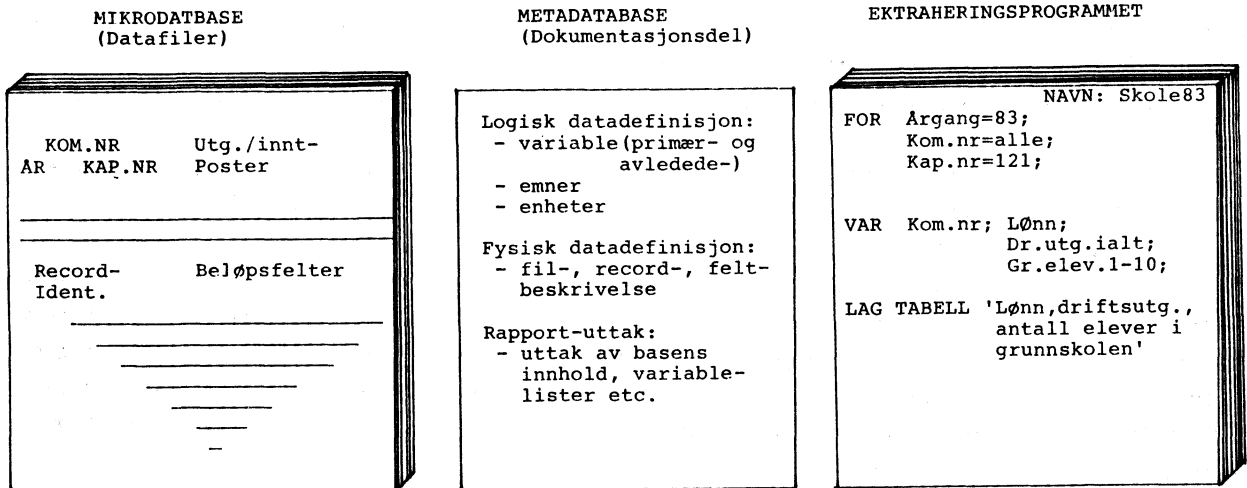 MIKRODATBASE
(Datafiler)
KOM.NR Utg./innt-
ÅR KAP.NR Poster
Record- Beløpsfelter
Ident.
METADATABASE
(Dokumentasjonsdel)
Logisk datadefinisjon:
- variable(primær- og
avledede-)
- emner
- enheter
Fysisk datadefinisjon:
- fil-, record-, felt-
beskrivelse
Rapport-uttak:
- uttak av basens
innhold, variable-
lister etc.
EKTRAHERINGSPROGRAMMET
NAVN: Skole83
FOR Årgang=83;
Kom.nr=alle;
Kap.nr=121;
VAR Kom.nr; LØnn;
Dr.utg.ialt;
Gr.elev.1-10;
LAG TABELL 'LØnn,driftsutg.,
antall elever i
grunnskolen'